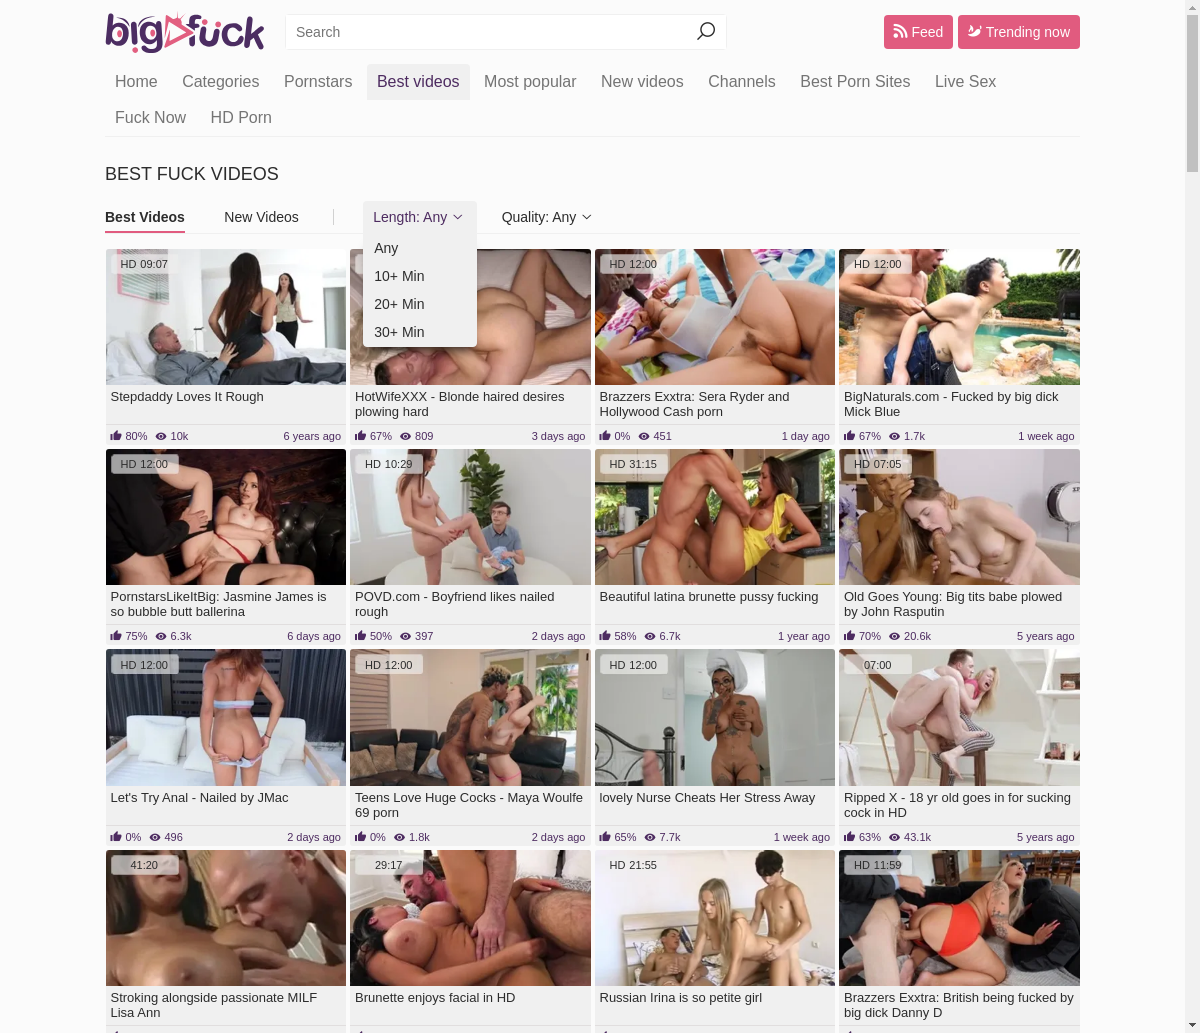 bigfuck
Search
Feed
Trending now
Home Categories Pornstars Best videos Most popular New videos Channels Best Porn Sites Live Sex
Fuck Now HD Porn
BEST FUCK VIDEOS
Best Videos New Videos Length: Any Quality: Any
Any
10+ Min
20+ Min
30+ Min
HD 09:07
HD 12:00
HD 12:00
Stepdaddy Loves It Rough
80% 10k 6 years ago
HotWifeXXX - Blonde haired desires
plowing hard
67% 809 3 days ago
Brazzers Exxtra: Sera Ryder and
Hollywood Cash porn
0% 451 1 day ago
BigNaturals.com - Fucked by big dick
Mick Blue
67% 1.7k 1 week ago
HD 12:00
HD 10:29
HD 31:15
HD 07:05
PornstarsLikeItBig: Jasmine James is
so bubble butt ballerina
75% 6.3k 6 days ago
POVD.com - Boyfriend likes nailed
rough
50% 397 2 days ago
Beautiful latina brunette pussy fucking
58% 6.7k 1 year ago
Old Goes Young: Big tits babe plowed
by John Rasputin
70% 20.6k 5 years ago
HD 12:00
HD 12:00
HD 12:00
07:00
Let's Try Anal - Nailed by JMac
0% 496 2 days ago
Teens Love Huge Cocks - Maya Woulfe
69 porn
0% 1.8k 2 days ago
lovely Nurse Cheats Her Stress Away
65% 7.7k 1 week ago
Ripped X - 18 yr old goes in for sucking
cock in HD
63% 43.1k 5 years ago
41:20
29:17
HD 21:55
HD 11:59
Stroking alongside passionate MILF
Lisa Ann
Brunette enjoys facial in HD
Russian Irina is so petite girl
Brazzers Exxtra: British being fucked by
big dick Danny D